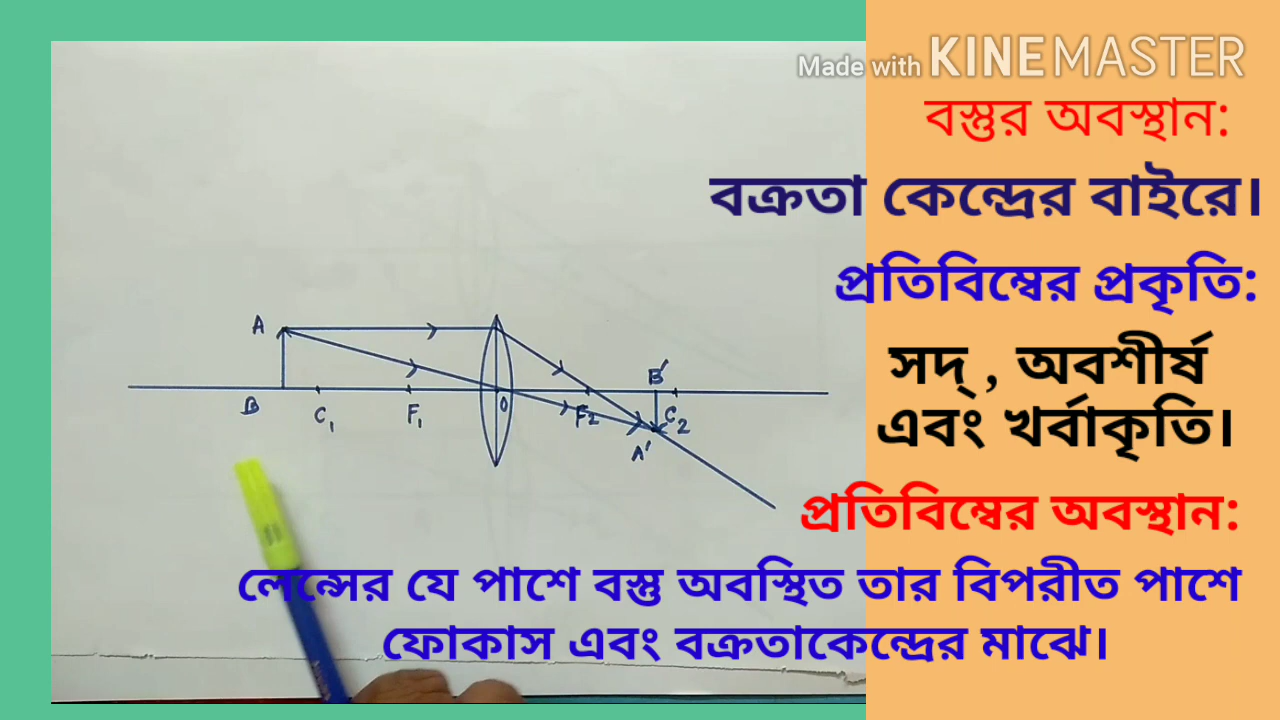 Made with KINEMASTER
বস্তুর অবস্থান:
বক্রতা কেন্দ্রের বাইরে।
প্রতিবিম্বের প্রকৃতি:
সদ্ , অবশীর্ষ
এবং খর্বাকৃতি।
প্রতিবিম্বের অবস্থান:
লেন্সের যে পাশে বস্তু অবস্থিত তার বিপরীত পাশে
ফোকাস এবং বক্রতাকেন্দ্রের মাঝে।
A
B C₁ F₁ O F₂ B′ C₂
A′